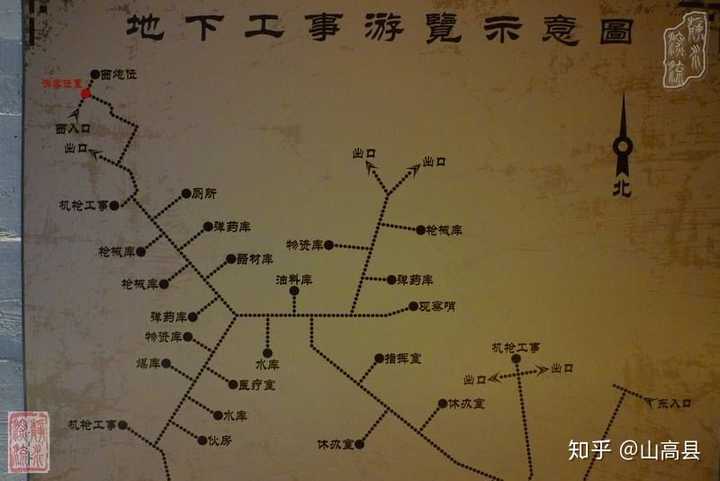 地下工事游覽示意圖
西炮位
游客位置
西入口
出口
出口
出口
北
厕所
机枪工事
弹药库
枪械库
物资库
枪械库
器材库
枪械库
油料库
弹药库
弹药库
观察哨
物资库
煤库
水库
指挥室
机枪工事
出口
出口
医疗室
休办室
东入口
水库
机枪工事
伙房
休办室
知乎 @山高县